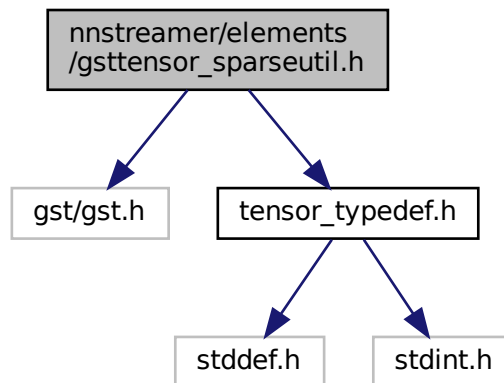 nnstreamer/elements
/gsttensor_sparseutil.h
gst/gst.h
tensor_typedef.h
stddef.h
stdint.h